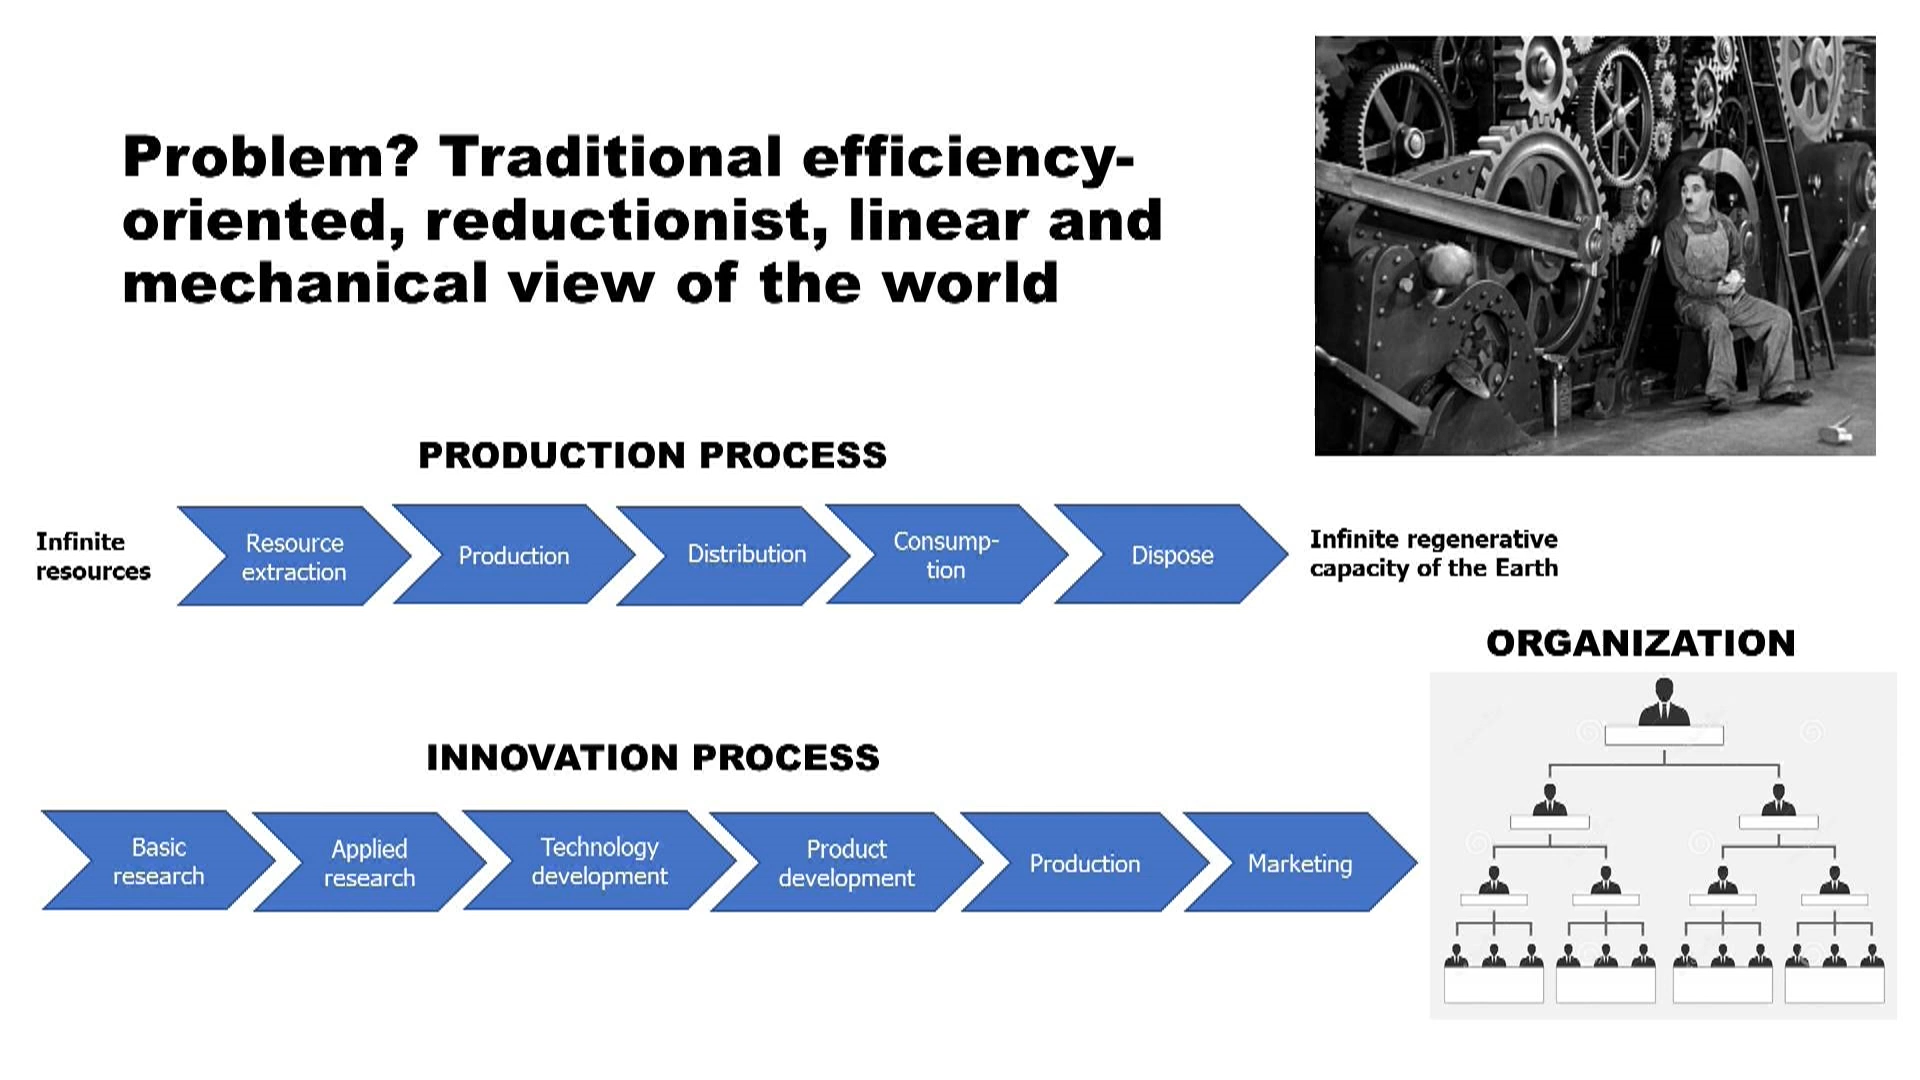 Problem? Traditional efficiency-
oriented, reductionist, linear and
mechanical view of the world
PRODUCTION PROCESS
Infinite
resources
Resource
extraction
Production
Distribution
Consump-
tion
Dispose
Infinite regenerative
capacity of the Earth
ORGANIZATION
INNOVATION PROCESS
Basic
research
Applied
research
Technology
development
Product
development
Production
Marketing